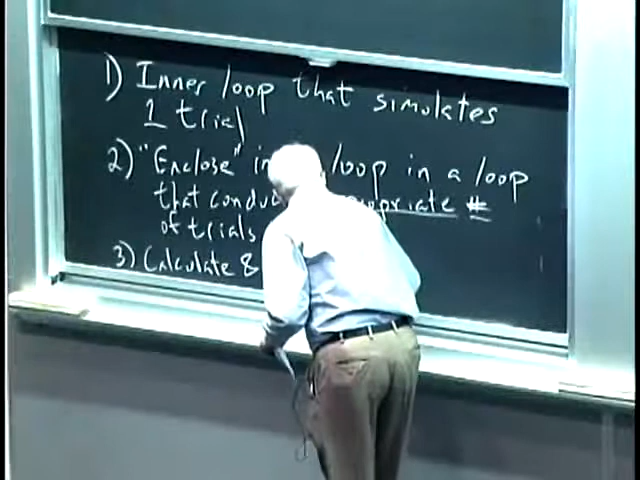 1) Inner loop that simulates
1 trial
2) "Enclose" in loop in a loop
that conduc opriate #
of trials
3) Calculate &